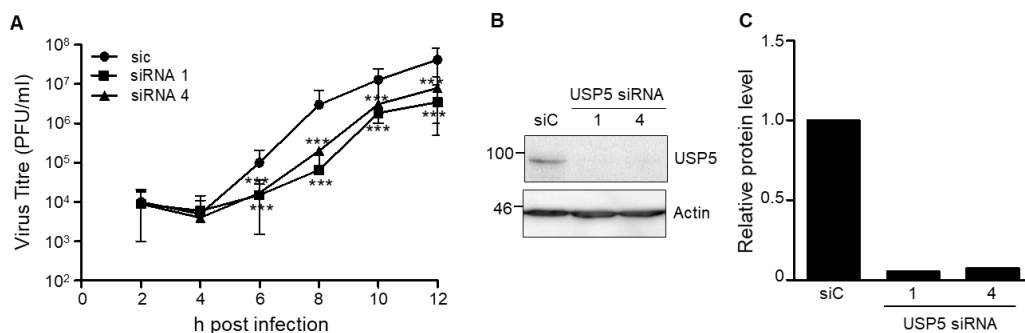 A
Virus Titre (PFU/ml)
10⁸
10⁷
10⁶
10⁵
10⁴
10³
10²
sic
siRNA 1
siRNA 4
***
***
***
***
***
***
***
***
0 2 4 6 8 10 12
h post infection
B
USP5 siRNA
siC 1 4
100
USP5
46
Actin
C
Relative protein level
1.5
1.0
0.5
0
siC 1 4
USP5 siRNA